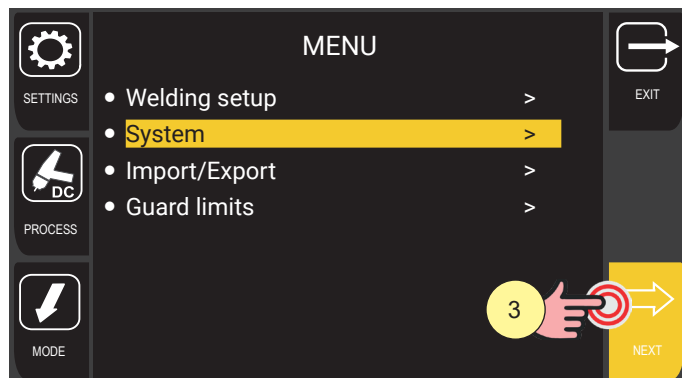 MENU
SETTINGS
EXIT
Welding setup >
System >
Import/Export >
DC
Guard limits >
PROCESS
3
MODE
NEXT